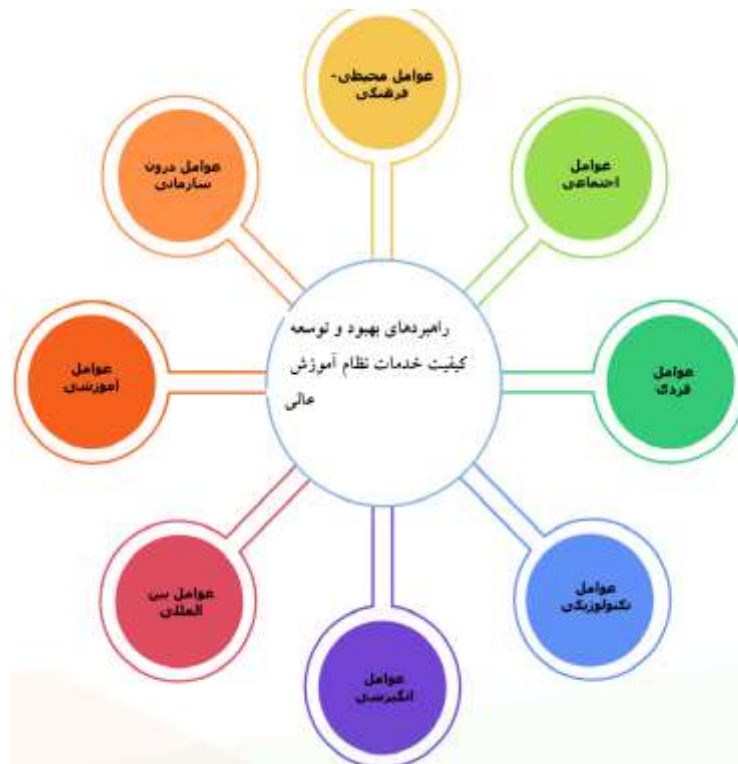 عوامل محیطی-
فرهنگی
عوامل
اجتماعی
عوامل
فردی
عوامل
تکنولوژیکی
عوامل
انگیزشی
عوامل بین
المللی
عوامل
آموزشی
عوامل درون
سازمانی
راهبردهای بهبود و توسعه
کیفیت خدمات نظام آموزش
عالی